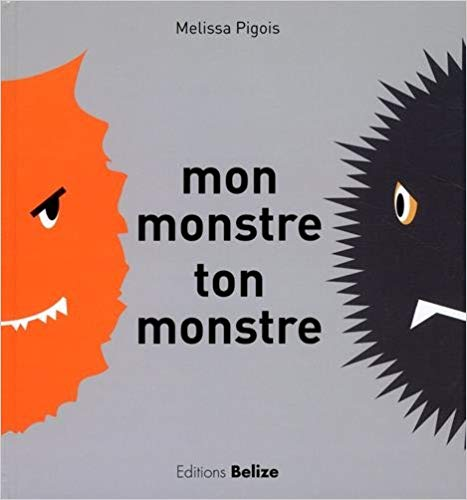 Melissa Pigois
mon
monstre
ton
monstre
Editions Belize